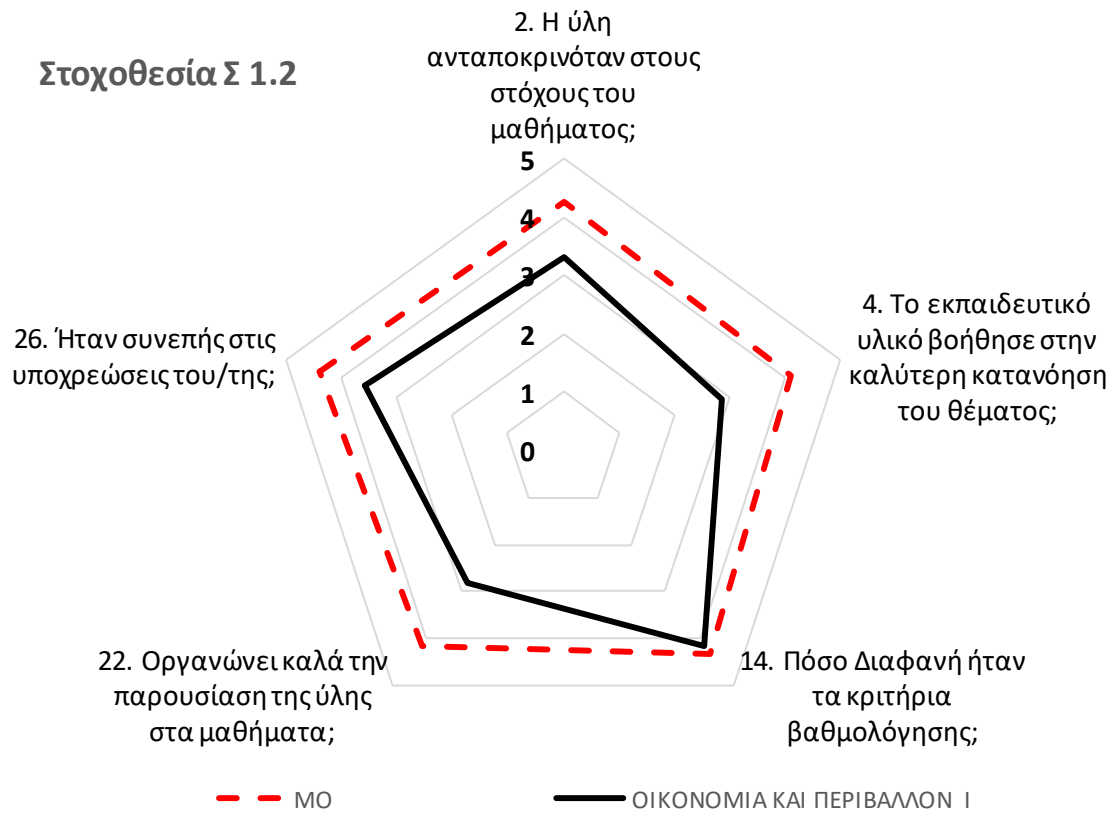 Στοχοθεσία Σ 1.2
2. Η ύλη
ανταποκρινόταν στους
στόχους του
μαθήματος;
5
4
3
2
1
0
4. Το εκπαιδευτικό
υλικό βοήθησε στην
καλύτερη κατανόηση
του θέματος;
14. Πόσο Διαφανή ήταν
τα κριτήρια
βαθμολόγησης;
22. Οργανώνει καλά την
παρουσίαση της ύλης
στα μαθήματα;
26. Ήταν συνεπής στις
υποχρεώσεις του/της;
ΜΟ
ΟΙΚΟΝΟΜΙΑ ΚΑΙ ΠΕΡΙΒΑΛΛΟΝ Ι